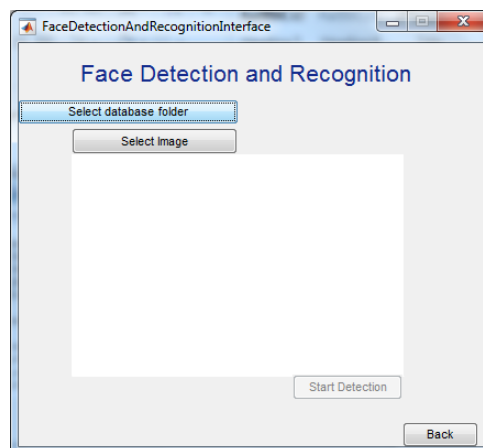 FaceDetectionAndRecognitionInterface
Face Detection and Recognition
Select database folder
Select Image
Start Detection
Back